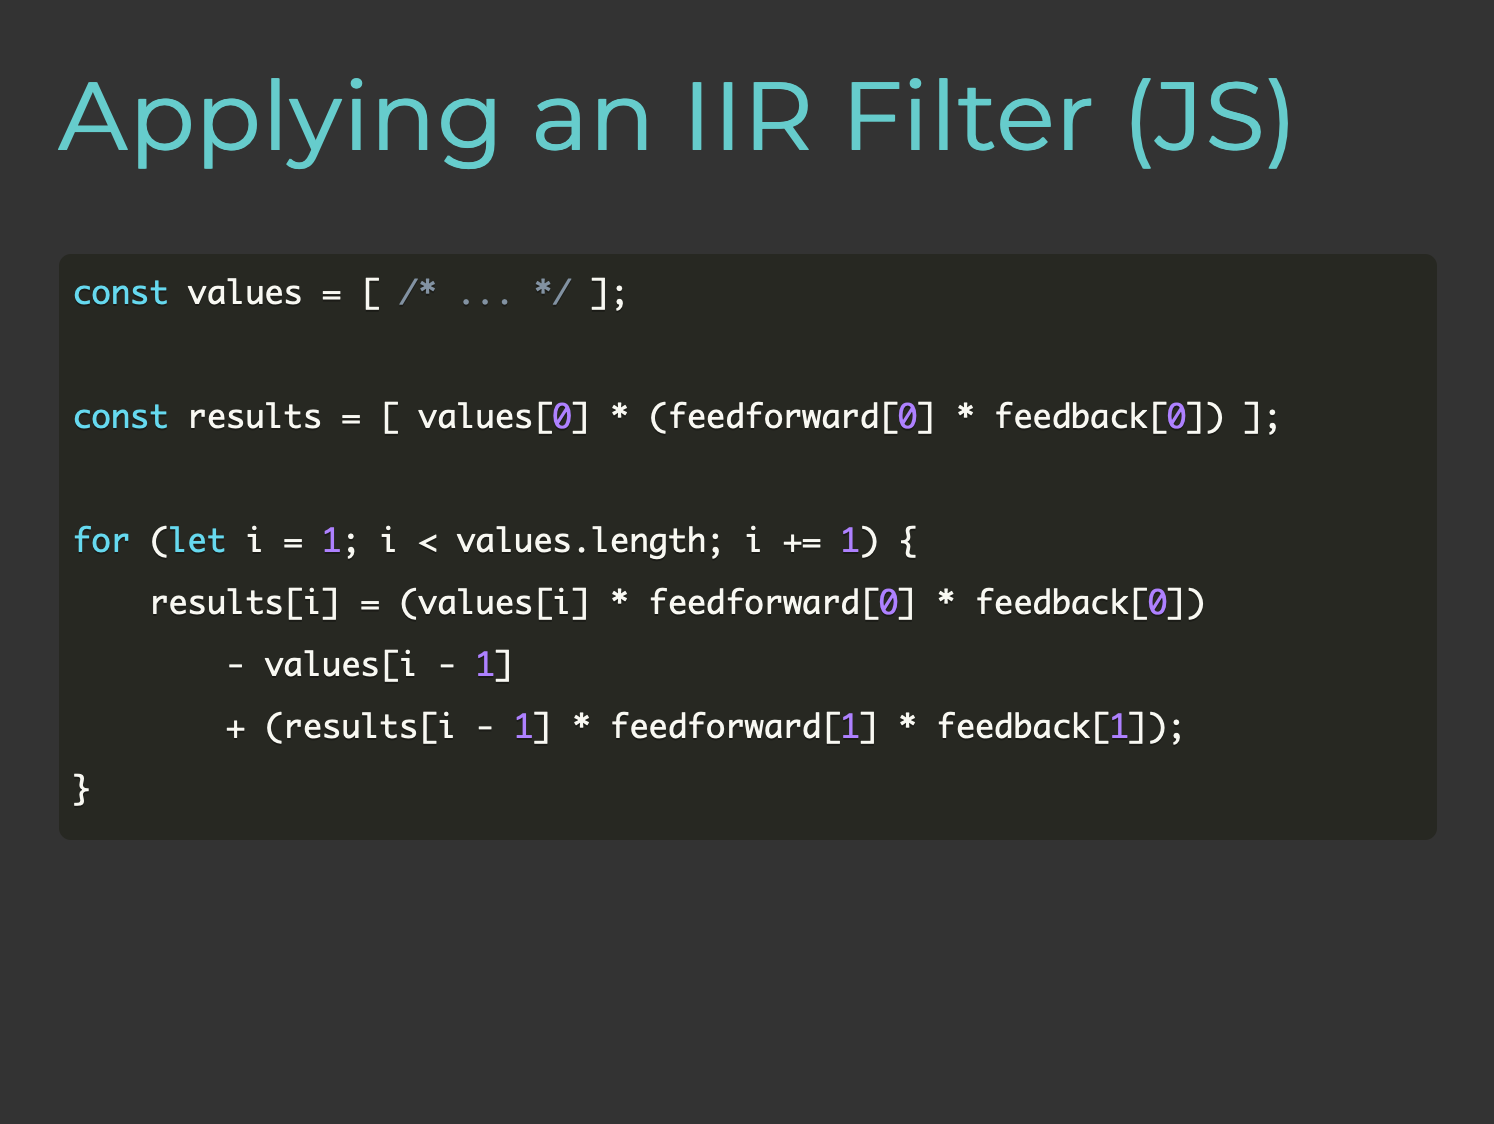 Applying an IIR Filter (JS)
const values = [ /* ... */ ];
const results = [ values[0] * (feedforward[0] * feedback[0]) ];
for (let i = 1; i < values.length; i += 1) {
    results[i] = (values[i] * feedforward[0] * feedback[0])
        - values[i - 1]
        + (results[i - 1] * feedforward[1] * feedback[1]);
}